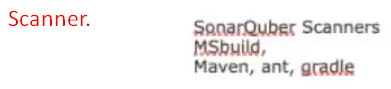 Scanner.
SonarQuber Scanners
MSbuild,
Maven, ant, gradle